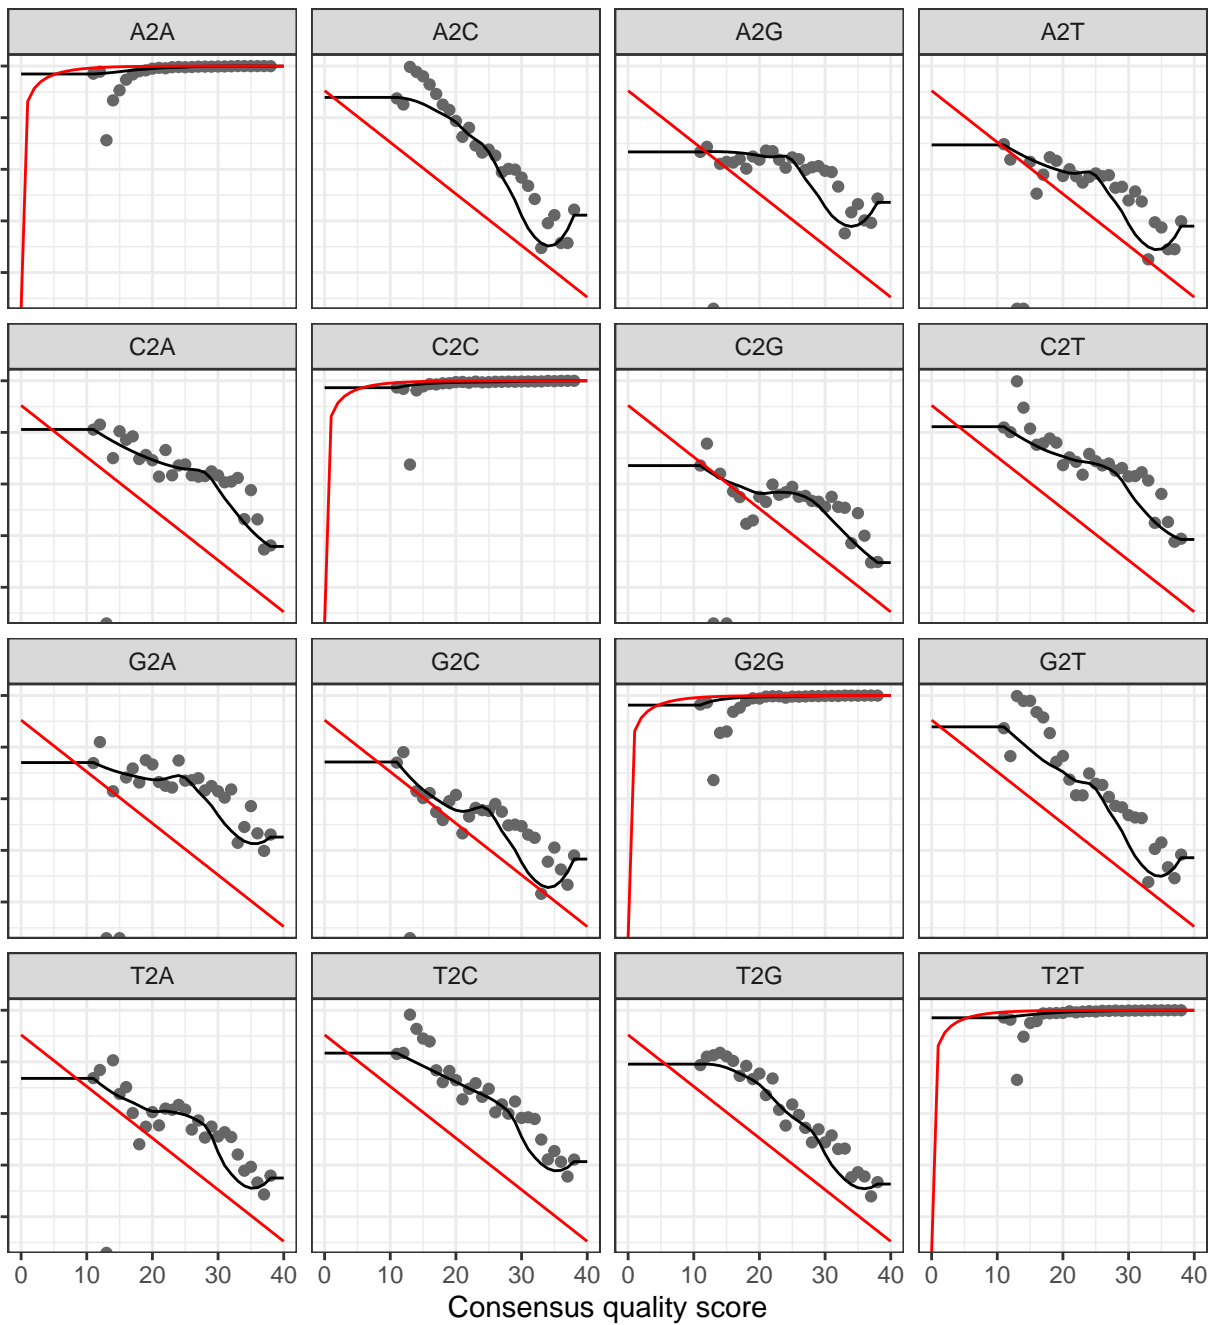 A2A A2C A2G A2T
C2A C2C C2G C2T
G2A G2C G2G G2T
T2A T2C T2G T2T
0 10 20 30 40 0 10 20 30 40 0 10 20 30 40 0 10 20 30 40
Consensus quality score